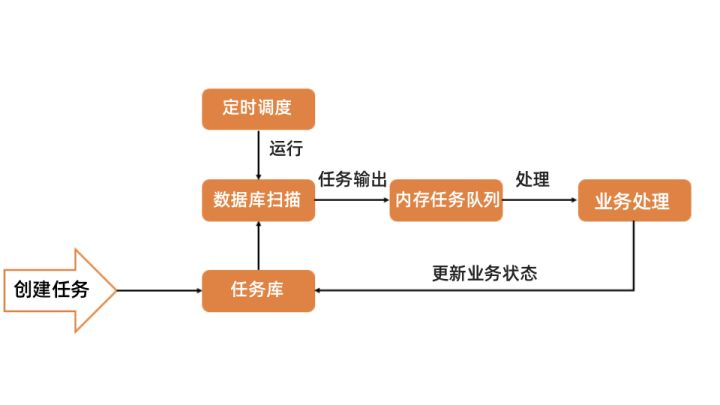 定时调度
运行
数据库扫描
任务输出
内存任务队列
处理
业务处理
创建任务
任务库
更新业务状态